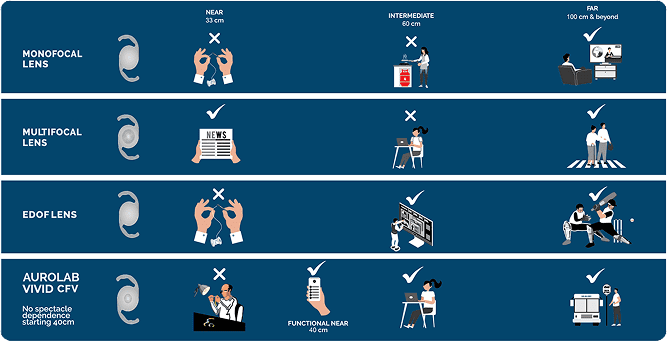 NEAR
33 cm
INTERMEDIATE
60 cm
FAR
100 cm & beyond
MONOFOCAL
LENS
MULTIFOCAL
LENS
NEWS
EDOF LENS
AUROLAB
VIVID CFV
No spectacle
dependence
starting 40cm
FUNCTIONAL NEAR
40 cm